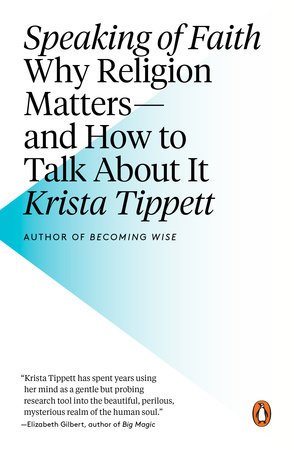 Speaking of Faith
Why Religion
Matters—
and How to
Talk About It
Krista Tippett
AUTHOR OF BECOMING WISE
“Krista Tippett has spent years using
her mind as a gentle but probing
research tool into the beautiful, perilous,
mysterious realm of the human soul.”
—Elizabeth Gilbert, author of Big Magic